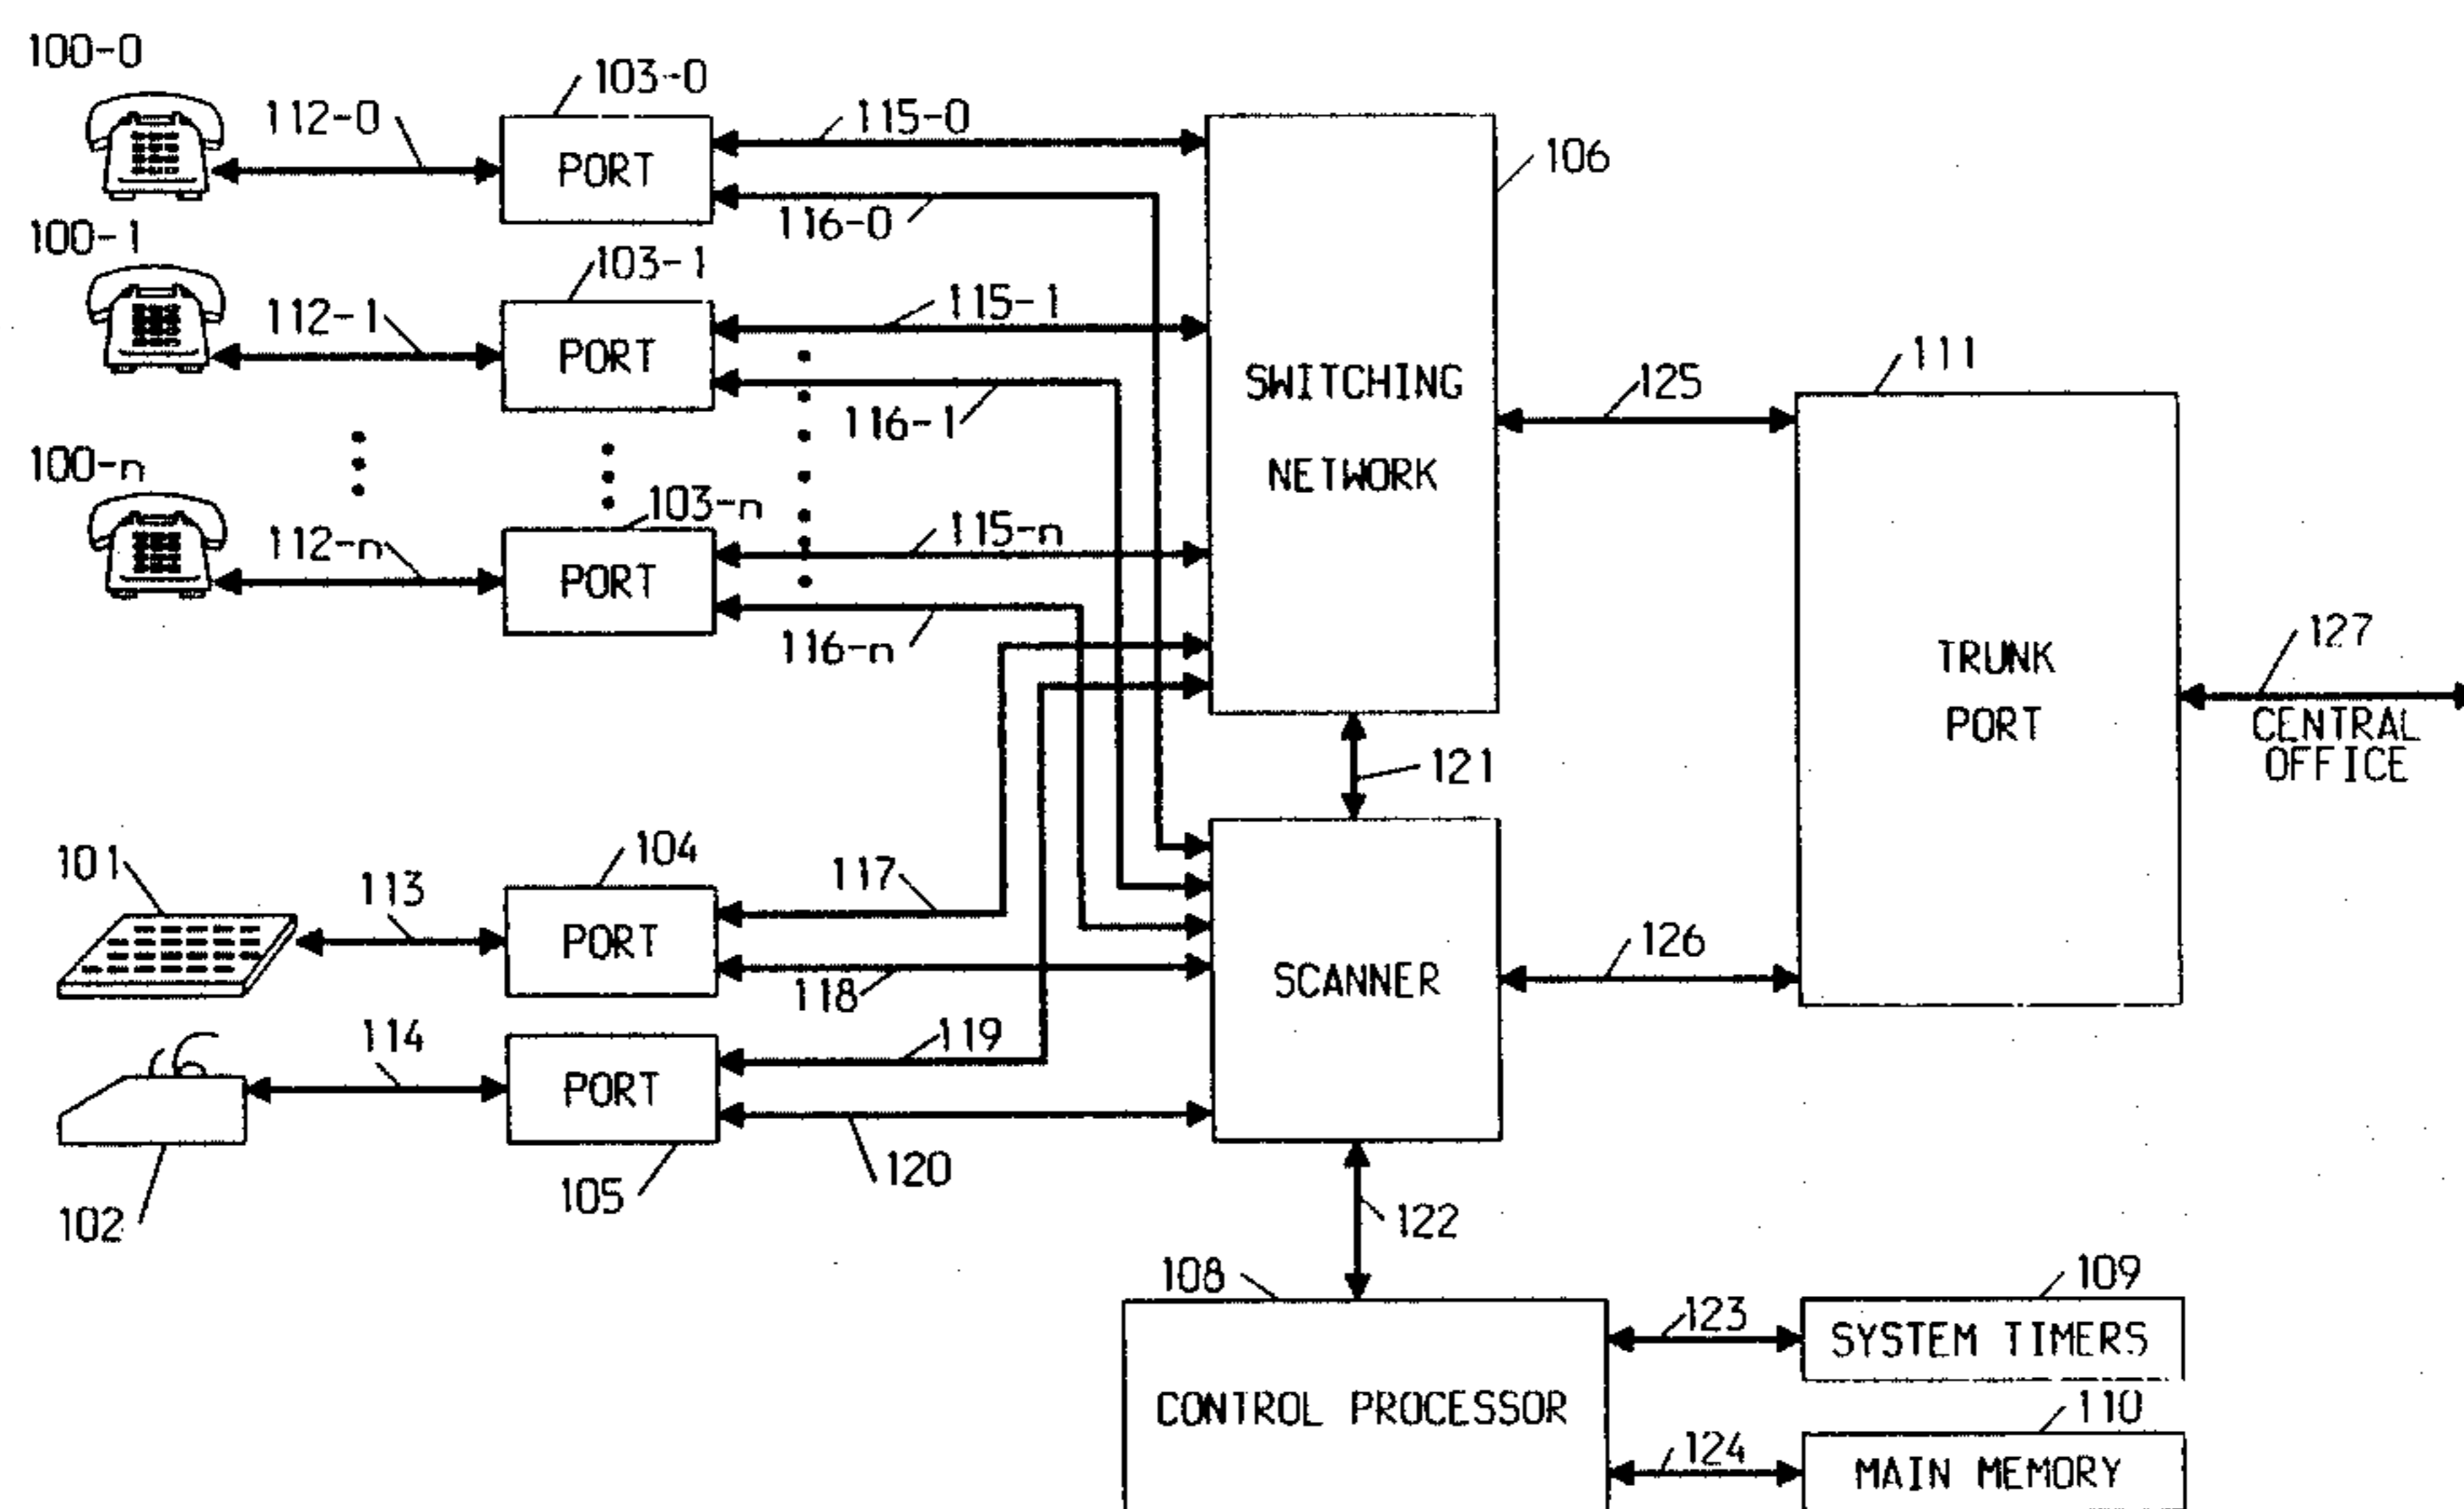 100-0
103-0
112-0
115-0
PORT
106
116-0
100-1
103-1
112-1
115-1
PORT
111
SWITCHING
125
116-1
100-n
NETWORK
103-n
112-n
115-n
PORT
127
116-n
TRUNK
PORT
CENTRAL
OFFICE
121
101
104
113
117
PORT
126
118
SCANNER
114
119
PORT
120
105
102
122
108
109
123
SYSTEM TIMERS
CONTROL PROCESSOR
110
124
MAIN MEMORY